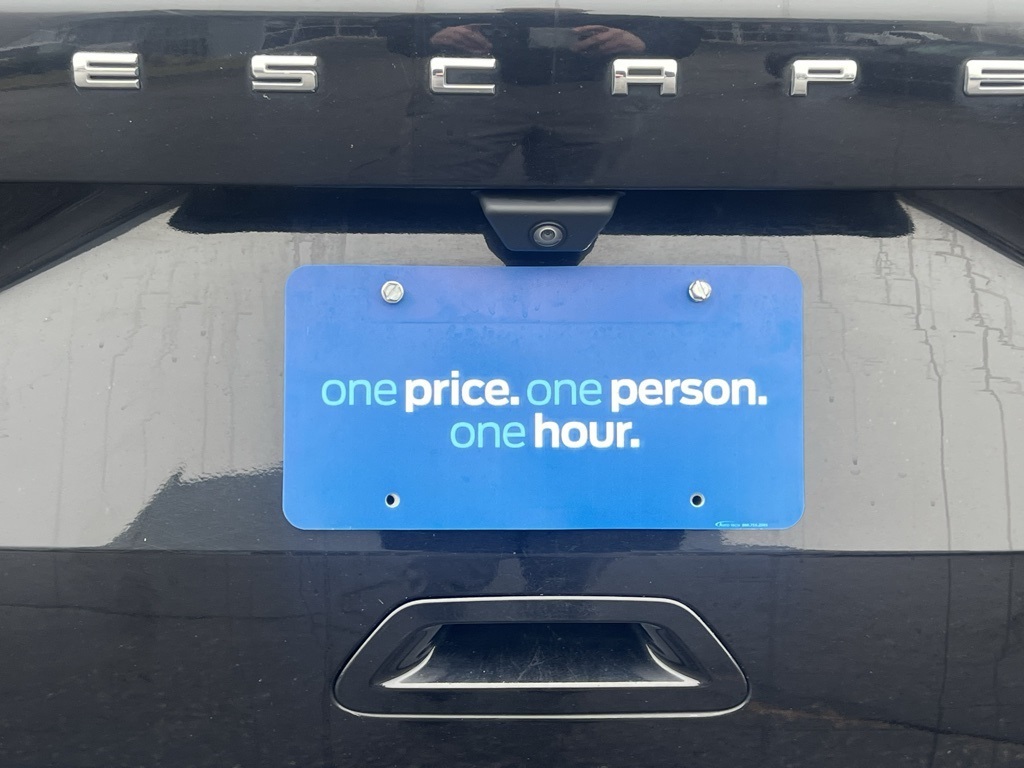 ESCAPE
one price. one person.
one hour.